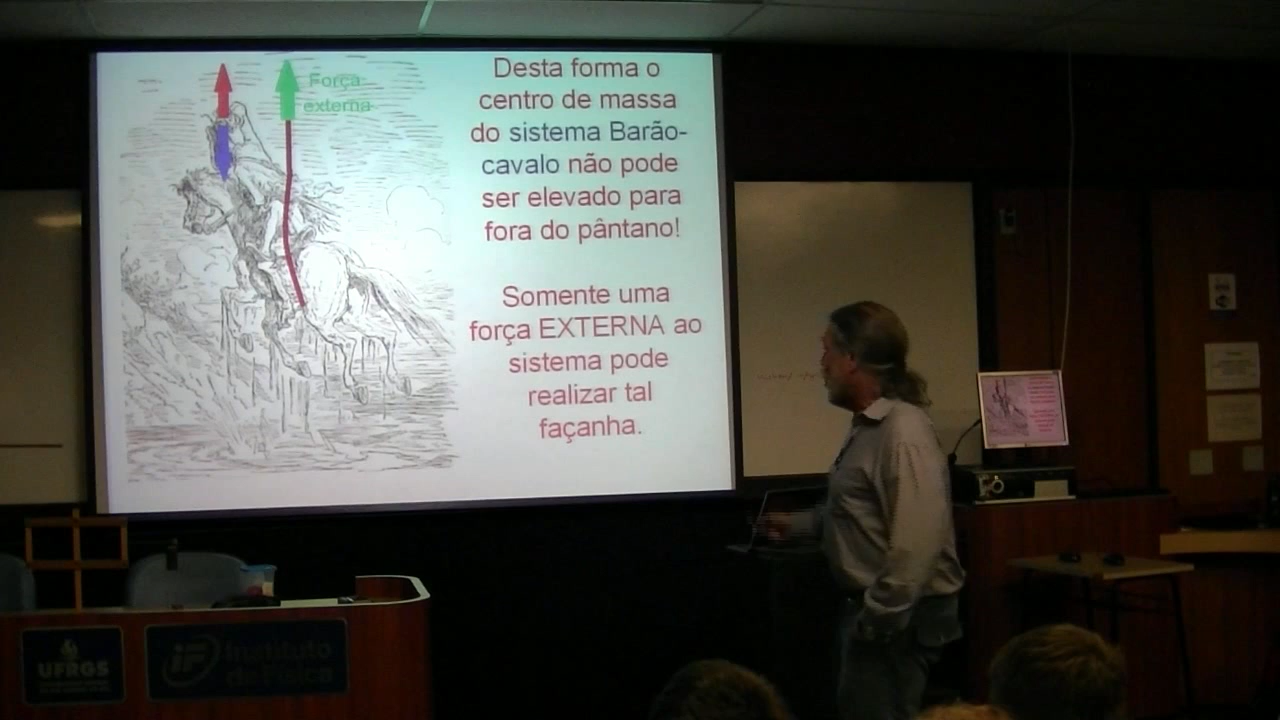 Força
externa
Desta forma o
centro de massa
do sistema Barão-
cavalo não pode
ser elevado para
fora do pântano!
Somente uma
força EXTERNA ao
sistema pode
realizar tal
façanha.
UFRGS
iF Instituto
de Física